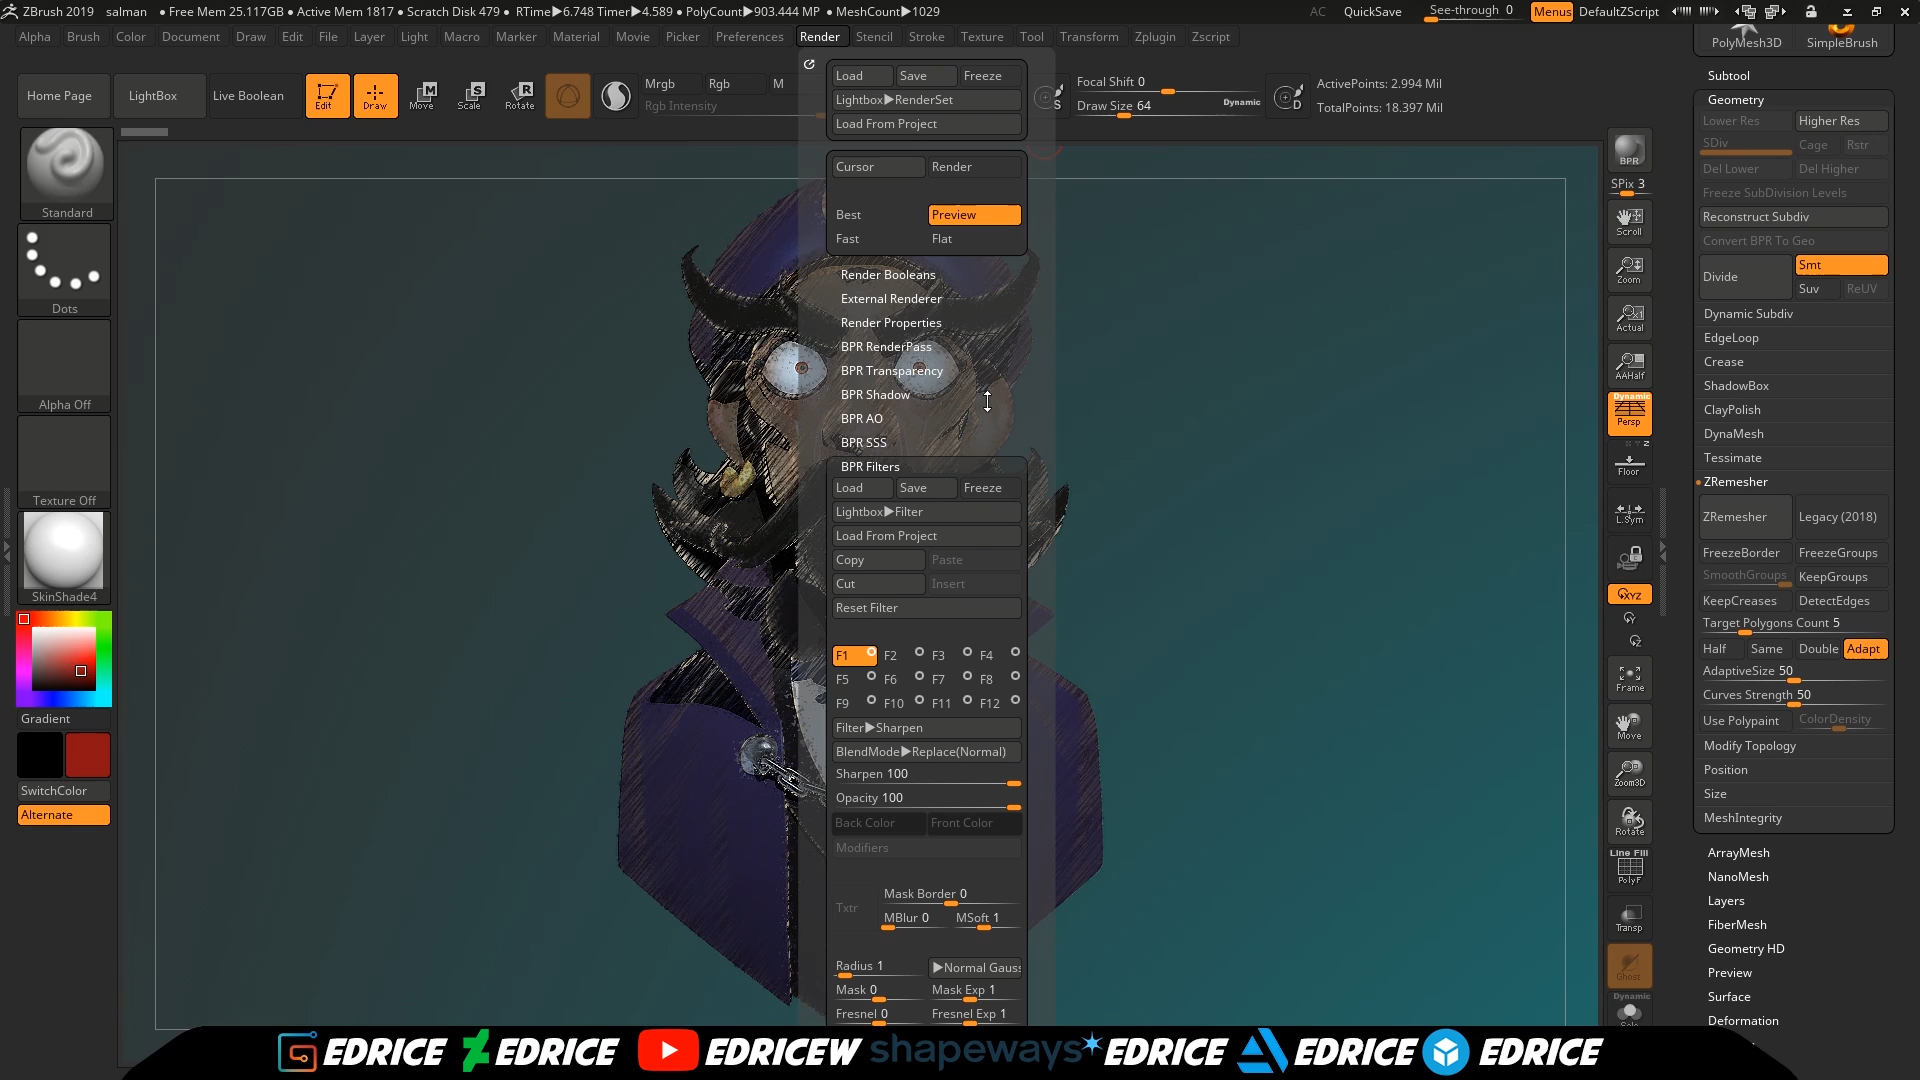 ZBrush 2019 salman • Free Mem 25.117GB • Active Mem 1817 • Scratch Disk 479 • RTime▶6.748 Timer▶4.589 • PolyCount▶903.444 MP • MeshCount▶1029 AC QuickSave See-through 0 Menus DefaultZScript
Alpha Brush Color Document Draw Edit File Layer Light Macro Marker Material Movie Picker Preferences Render Stencil Stroke Texture Tool Transform Zplugin Zscript
Home Page LightBox Live Boolean Edit Draw Move Scale Rotate
Mrgb Rgb M
Rgb Intensity
S Focal Shift 0
Draw Size 64 Dynamic
D
ActivePoints: 2.994 Mil
TotalPoints: 18.397 Mil
Standard
Dots
Alpha Off
Texture Off
SkinShade4
Gradient
SwitchColor
Alternate
Load Save Freeze
Lightbox▶RenderSet
Load From Project
Cursor Render
Best Preview
Fast Flat
Render Booleans
External Renderer
Render Properties
BPR RenderPass
BPR Transparency
BPR Shadow
BPR AO
BPR SSS
BPR Filters
Load Save Freeze
Lightbox▶Filter
Load From Project
Copy Paste
Cut Insert
Reset Filter
F1 F2 F3 F4
F5 F6 F7 F8
F9 F10 F11 F12
Filter▶Sharpen
BlendMode▶Replace(Normal)
Sharpen 100
Opacity 100
Back Color Front Color
Modifiers
Txtr Mask Border 0
MBlur 0 MSoft 1
Radius 1 ▶Normal Gauss
Mask 0 Mask Exp 1
Fresnel 0 Fresnel Exp 1
BPR
SPix 3
Scroll
Zoom
Actual
AAHalf
Dynamic
Persp
Floor
L.Sym
XYZ
Y
Z
Frame
Move
Zoom3D
Rotate
Line Fill
PolyF
Transp
Ghost
Dynamic
Solo
PolyMesh3D SimpleBrush
Subtool
Geometry
Lower Res Higher Res
SDiv Cage Rstr
Del Lower Del Higher
Freeze SubDivision Levels
Reconstruct Subdiv
Convert BPR To Geo
Divide Smt
Suv ReUV
Dynamic Subdiv
EdgeLoop
Crease
ShadowBox
ClayPolish
DynaMesh
Tessimate
ZRemesher
ZRemesher Legacy (2018)
FreezeBorder FreezeGroups
SmoothGroups KeepGroups
KeepCreases DetectEdges
Target Polygons Count 5
Half Same Double Adapt
AdaptiveSize 50
Curves Strength 50
Use Polypaint ColorDensity
Modify Topology
Position
Size
MeshIntegrity
ArrayMesh
NanoMesh
Layers
FiberMesh
Geometry HD
Preview
Surface
Deformation
EDRICE EDRICE EDRICEW shapeways EDRICE EDRICE EDRICE